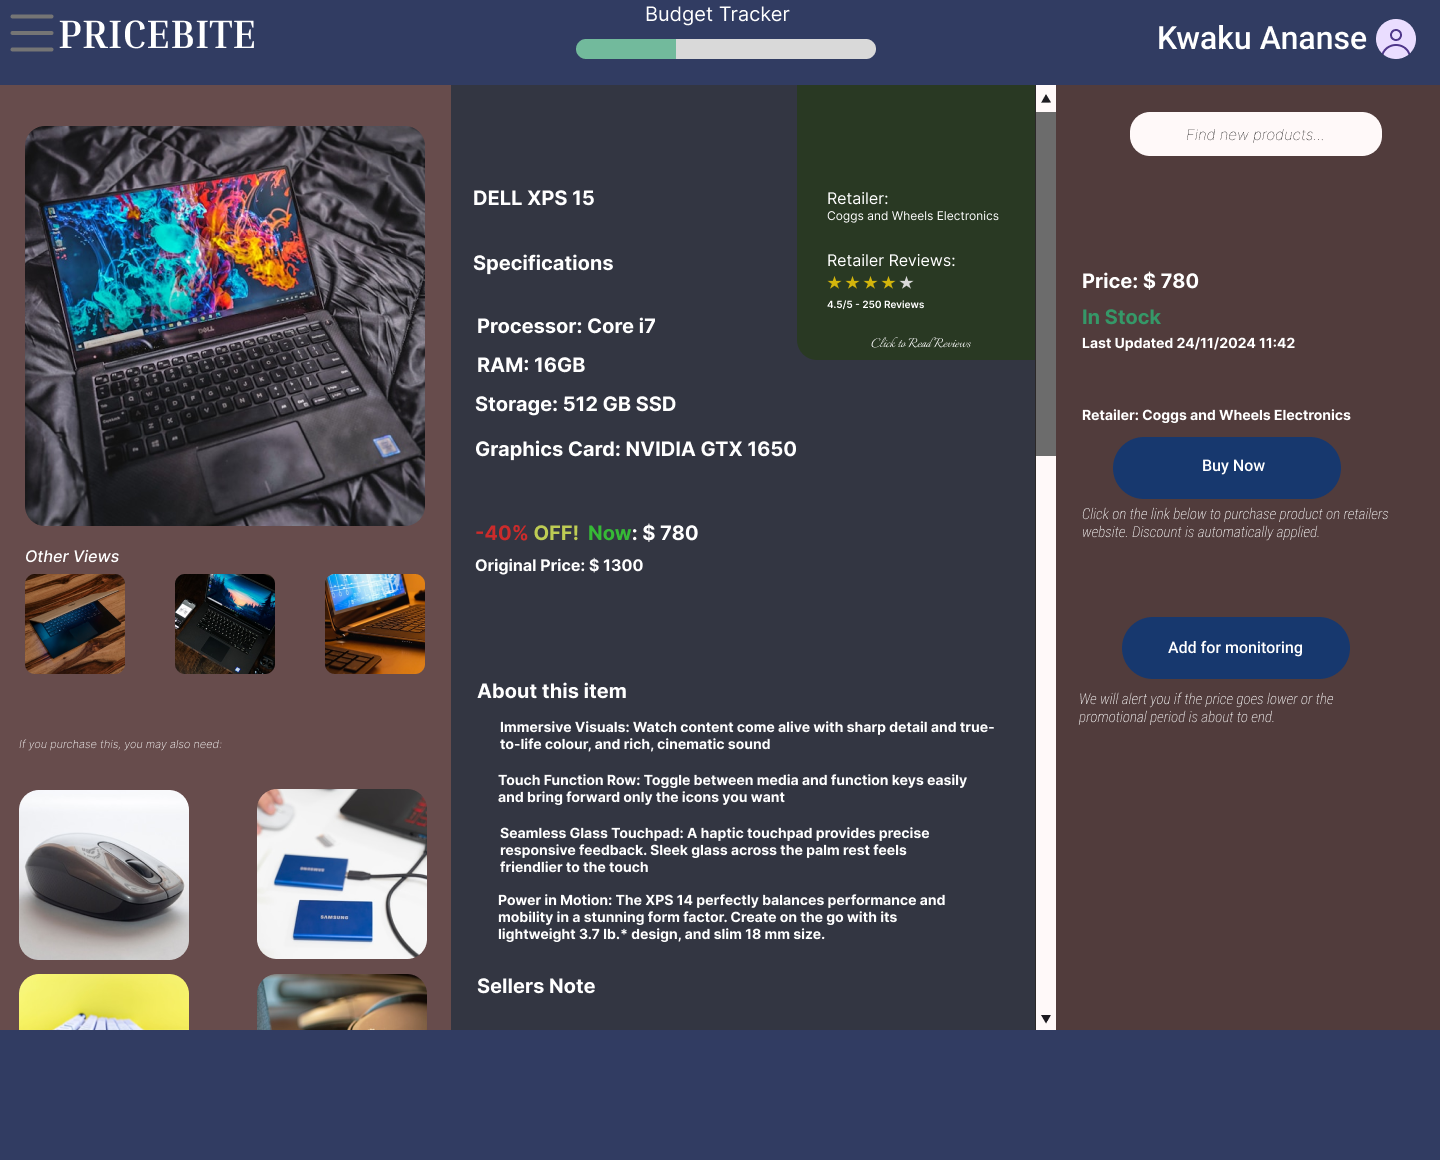 PRICEBITE
Budget Tracker
Kwaku Ananse
Find new products...
DELL XPS 15
Specifications
Processor: Core i7
RAM: 16GB
Storage: 512 GB SSD
Graphics Card: NVIDIA GTX 1650
-40% OFF! Now: $ 780
Original Price: $ 1300
Retailer:
Coggs and Wheels Electronics
Retailer Reviews:
4.5/5 - 250 Reviews
Click to Read Reviews
Price: $ 780
In Stock
Last Updated 24/11/2024 11:42
Retailer: Coggs and Wheels Electronics
Buy Now
Click on the link below to purchase product on retailers
website. Discount is automatically applied.
Add for monitoring
We will alert you if the price goes lower or the
promotional period is about to end.
DELL
Other Views
If you purchase this, you may also need:
SAMSUNG
SAMSUNG
About this item
Immersive Visuals: Watch content come alive with sharp detail and true-
to-life colour, and rich, cinematic sound
Touch Function Row: Toggle between media and function keys easily
and bring forward only the icons you want
Seamless Glass Touchpad: A haptic touchpad provides precise
responsive feedback. Sleek glass across the palm rest feels
friendlier to the touch
Power in Motion: The XPS 14 perfectly balances performance and
mobility in a stunning form factor. Create on the go with its
lightweight 3.7 lb.* design, and slim 18 mm size.
Sellers Note